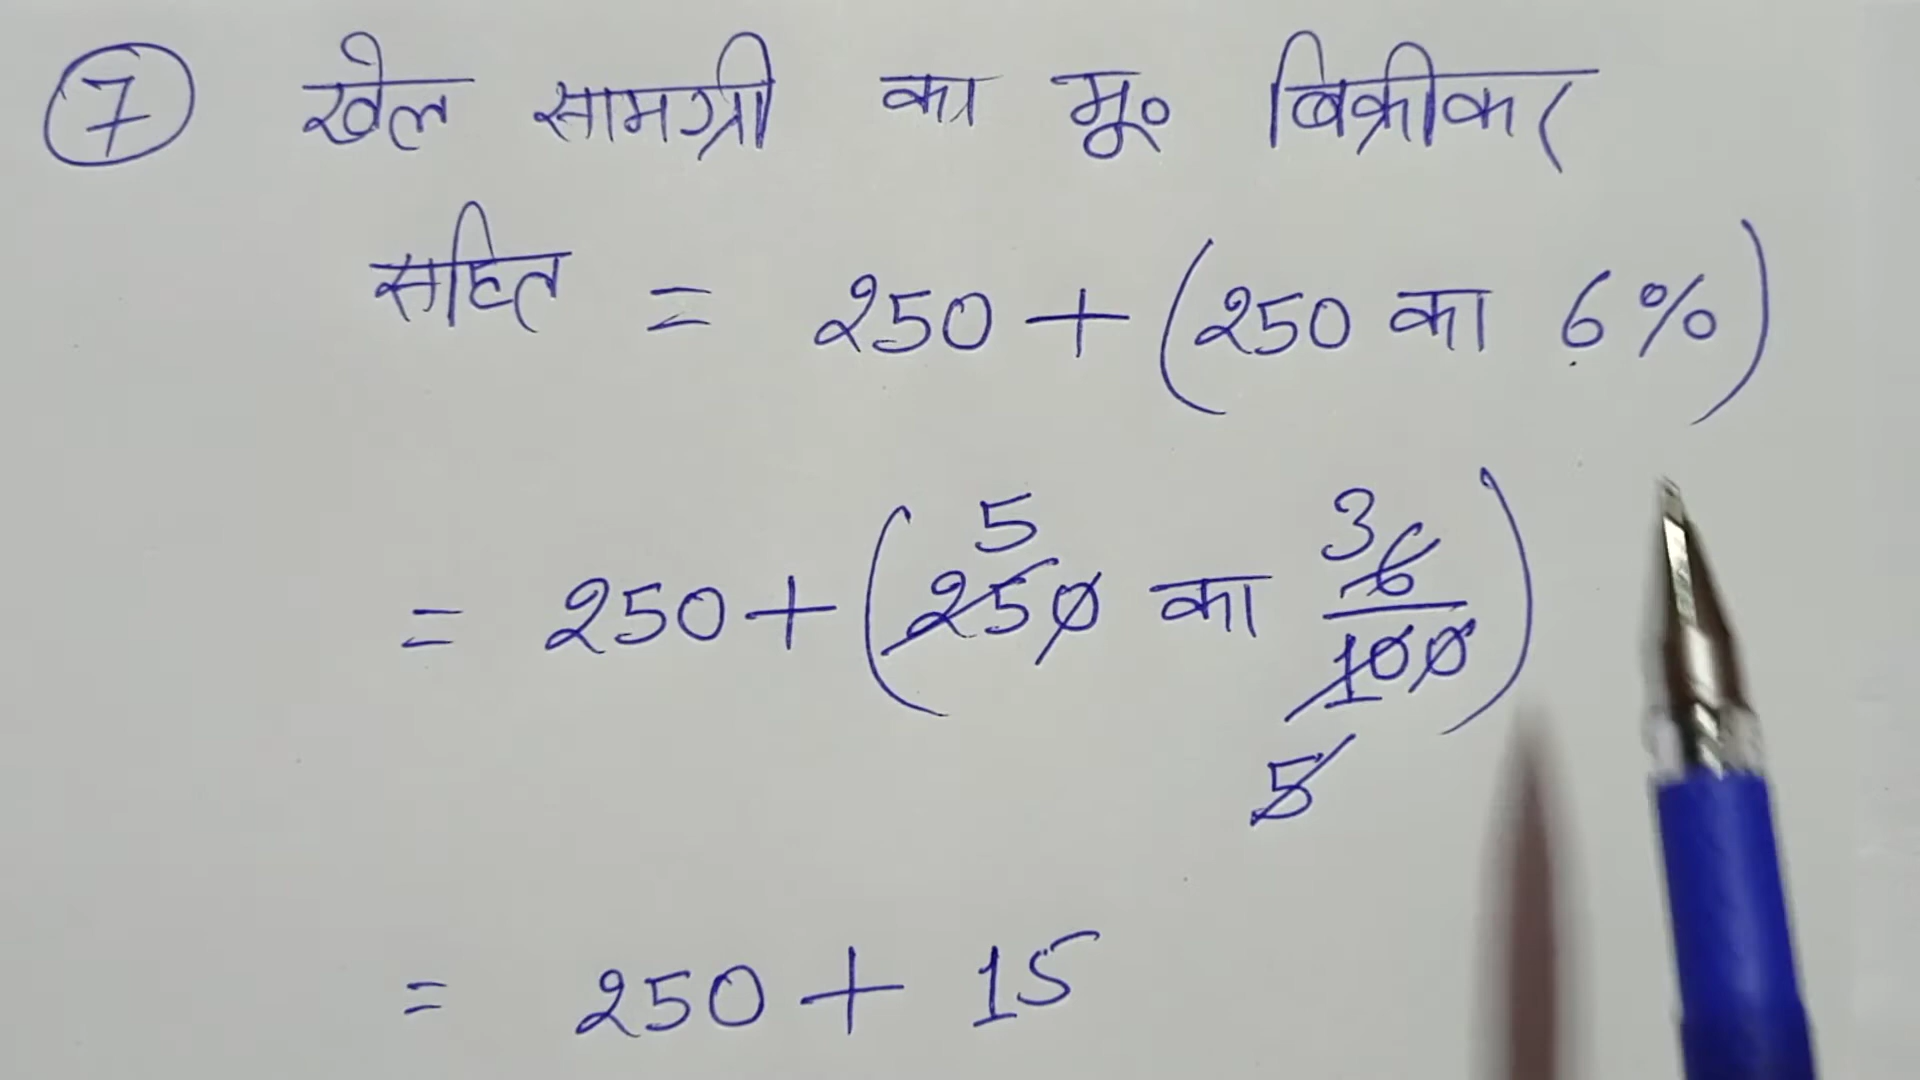 7 खेल सामग्री का मू० बिक्रीकर
सहित = 250 + (250 का 6%)
5 3
= 250 + (250 का 6/100)
5
= 250 + 15